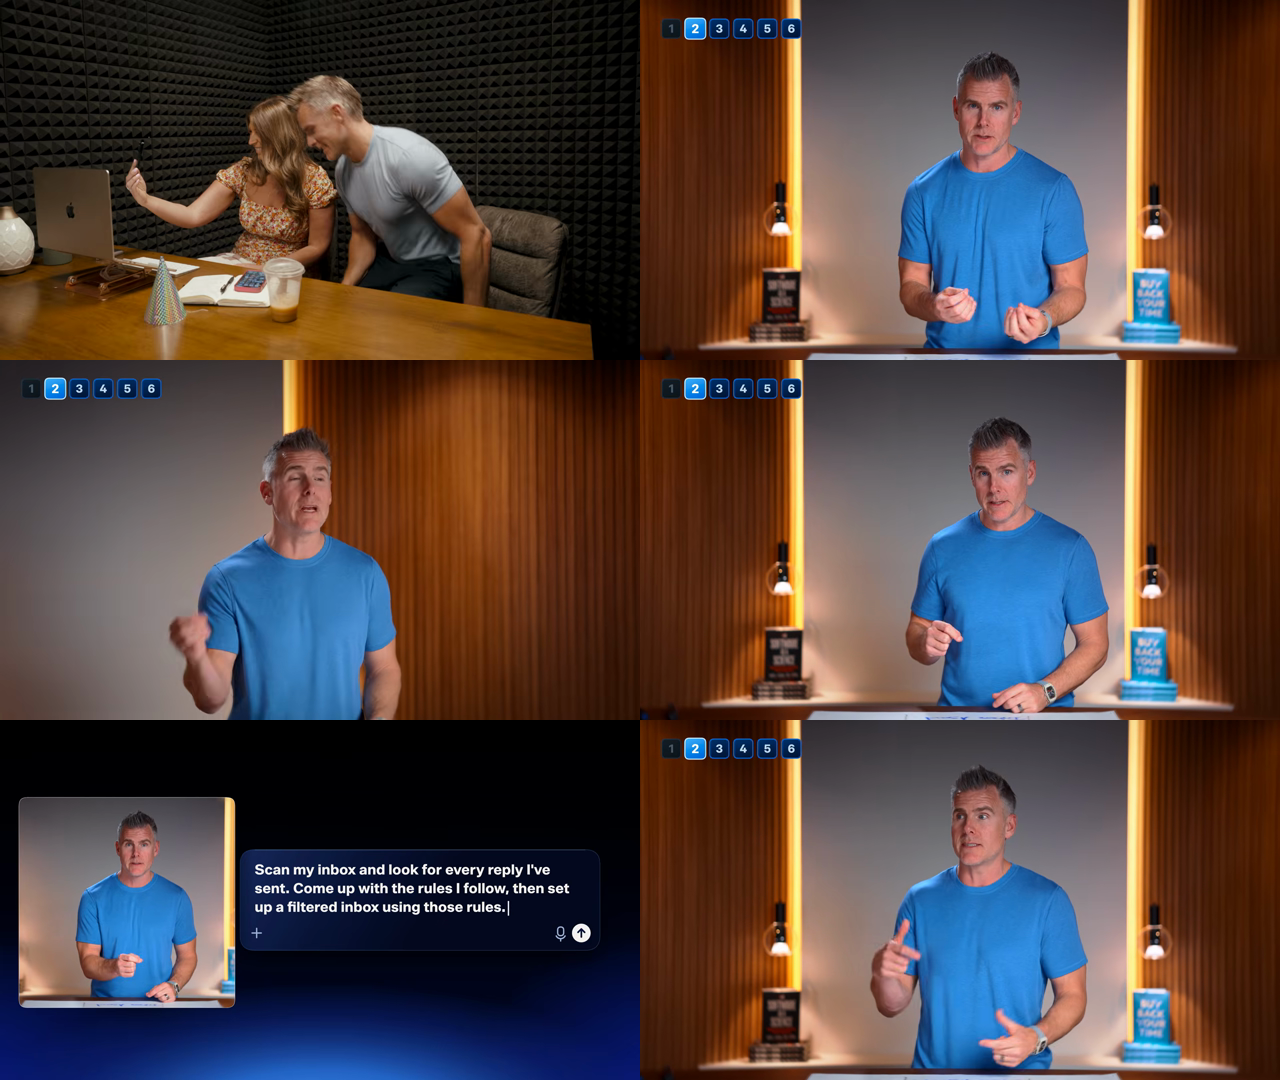 1 2 3 4 5 6
BUY
BACK
YOUR
TIME
1 2 3 4 5 6
1 2 3 4 5 6
SOFTWARE
SCIENCE
BUY
BACK
YOUR
TIME
Scan my inbox and look for every reply I've
sent. Come up with the rules I follow, then set
up a filtered inbox using those rules.
1 2 3 4 5 6
BUY
BACK
YOUR
TIME